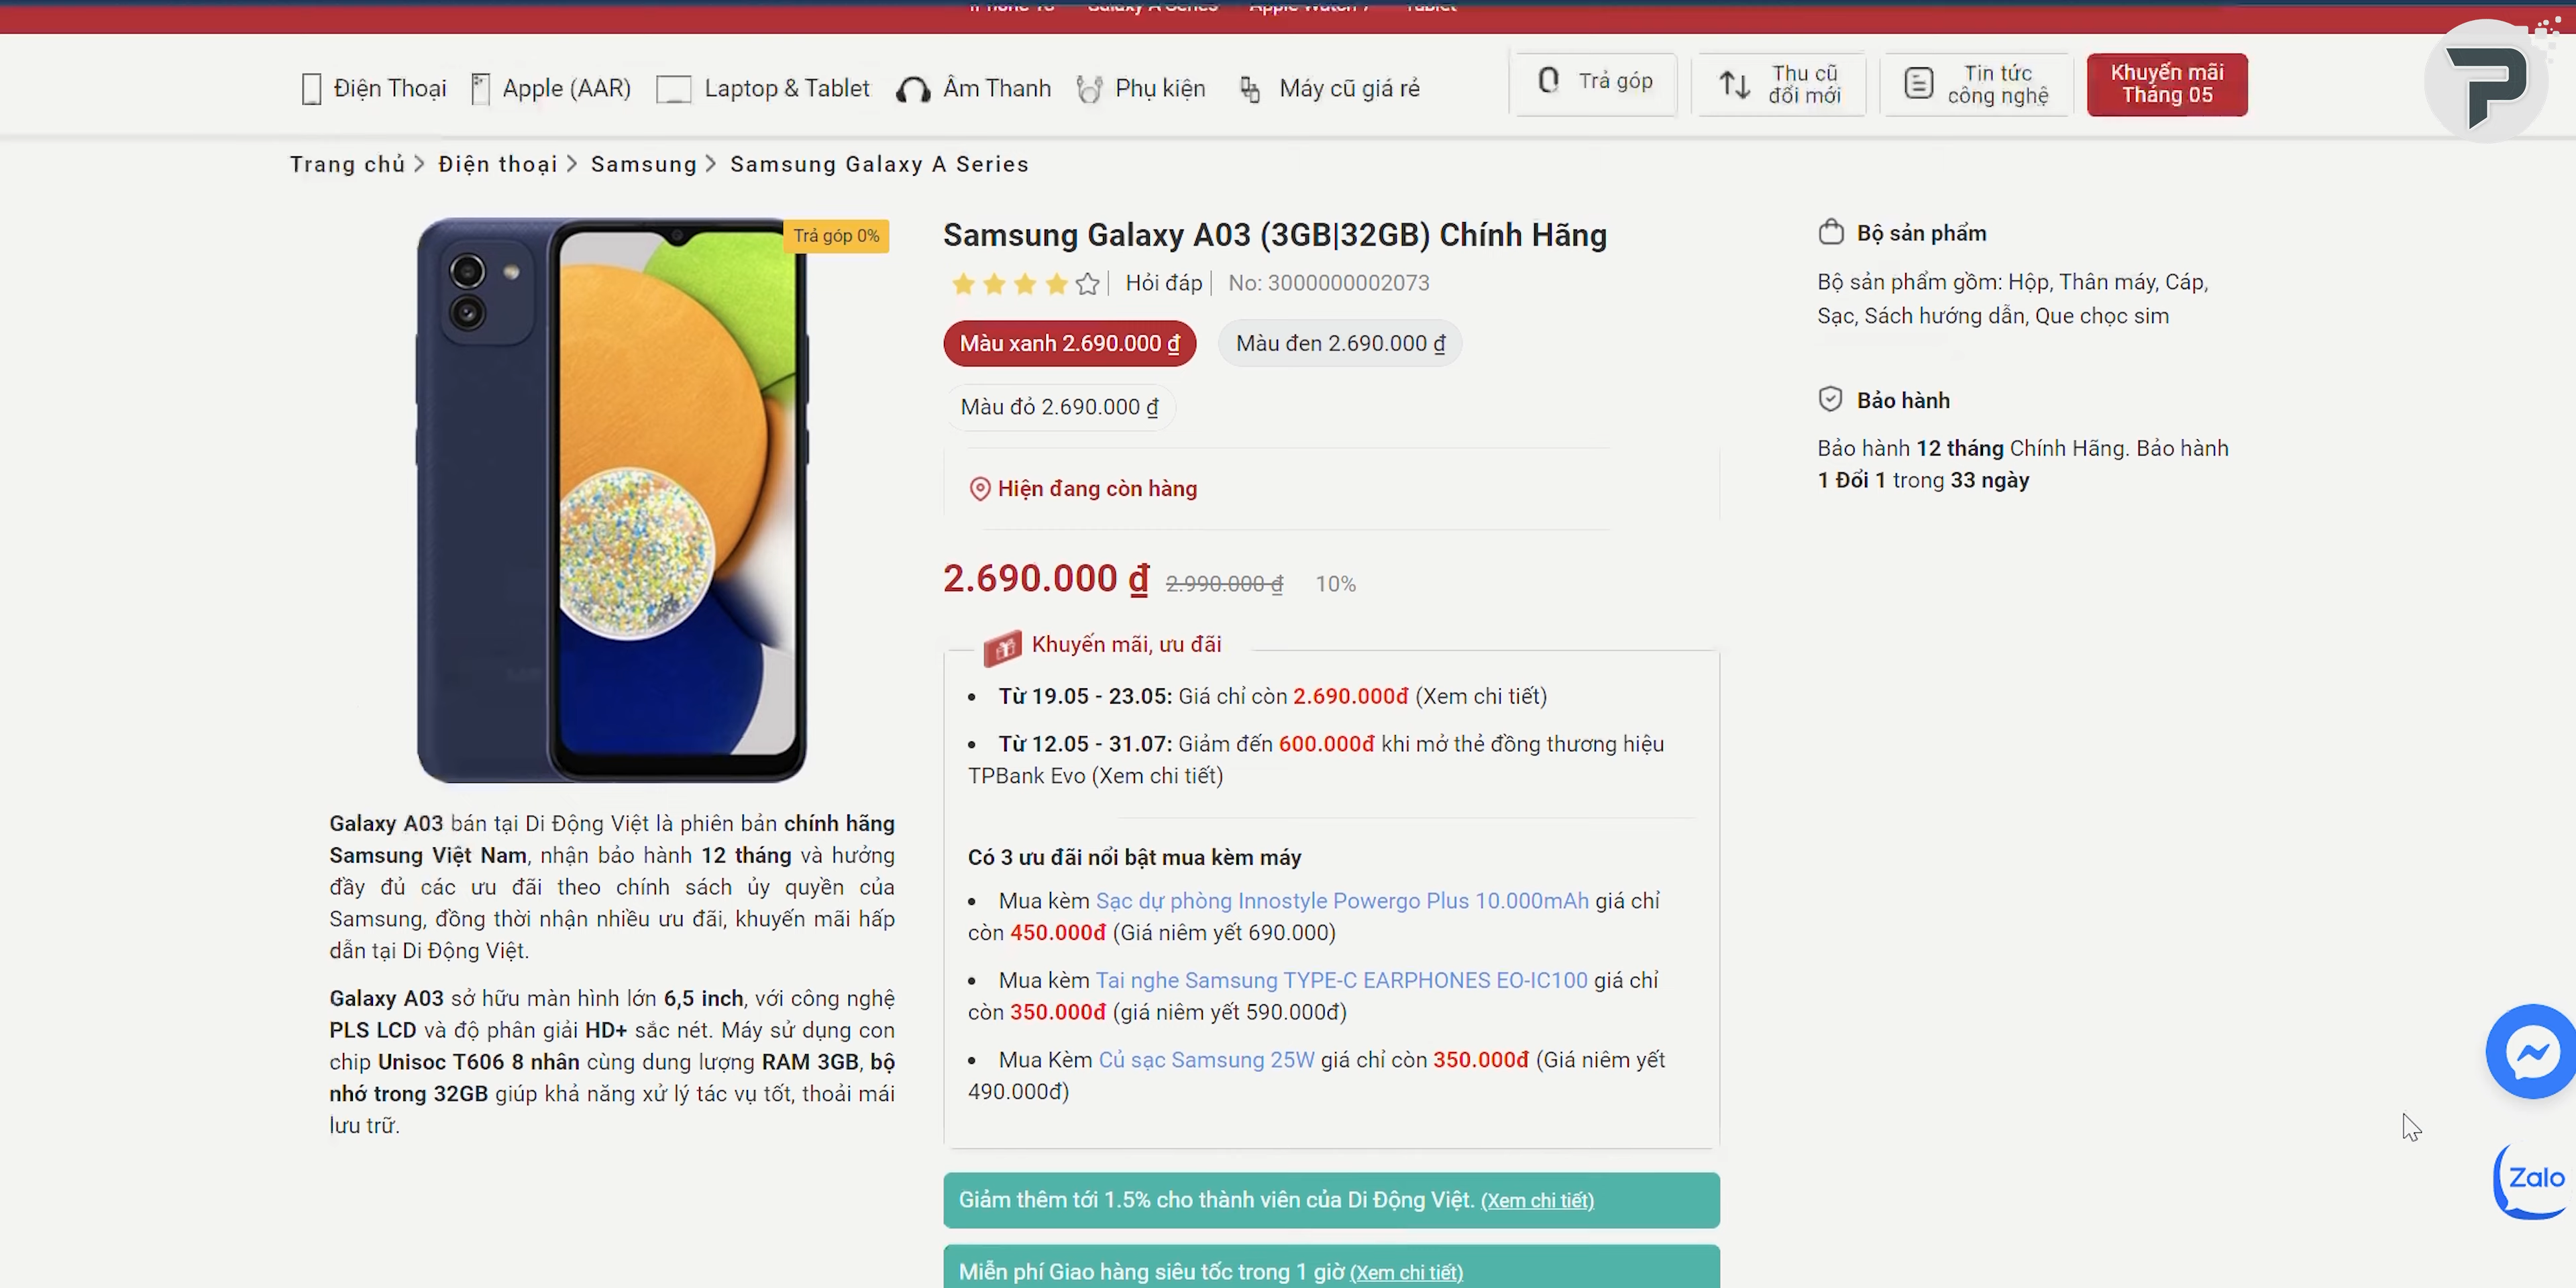 iPhone 13 Galaxy A Series Apple Watch 7 Tablet
Điện Thoại Apple (AAR) Laptop & Tablet Âm Thanh Phụ kiện Máy cũ giá rẻ
Trả góp
Thu cũ
đổi mới
Tin tức
công nghệ
Khuyến mãi
Tháng 05
Trang chủ > Điện thoại > Samsung > Samsung Galaxy A Series
Trả góp 0%
Samsung Galaxy A03 (3GB|32GB) Chính Hãng
Hỏi đáp | No: 3000000002073
Màu xanh 2.690.000 ₫ Màu đen 2.690.000 ₫
Màu đỏ 2.690.000 ₫
Hiện đang còn hàng
2.690.000 ₫ 2.990.000 ₫ 10%
Khuyến mãi, ưu đãi
• Từ 19.05 - 23.05: Giá chỉ còn 2.690.000đ (Xem chi tiết)
• Từ 12.05 - 31.07: Giảm đến 600.000đ khi mở thẻ đồng thương hiệu
TPBank Evo (Xem chi tiết)
Có 3 ưu đãi nổi bật mua kèm máy
• Mua kèm Sạc dự phòng Innostyle Powergo Plus 10.000mAh giá chỉ
còn 450.000đ (Giá niêm yết 690.000)
• Mua kèm Tai nghe Samsung TYPE-C EARPHONES EO-IC100 giá chỉ
còn 350.000đ (giá niêm yết 590.000đ)
• Mua Kèm Củ sạc Samsung 25W giá chỉ còn 350.000đ (Giá niêm yết
490.000đ)
Giảm thêm tới 1.5% cho thành viên của Di Động Việt. (Xem chi tiết)
Miễn phí Giao hàng siêu tốc trong 1 giờ (Xem chi tiết)
Galaxy A03 bán tại Di Động Việt là phiên bản chính hãng
Samsung Việt Nam, nhận bảo hành 12 tháng và hưởng
đầy đủ các ưu đãi theo chính sách ủy quyền của
Samsung, đồng thời nhận nhiều ưu đãi, khuyến mãi hấp
dẫn tại Di Động Việt.
Galaxy A03 sở hữu màn hình lớn 6,5 inch, với công nghệ
PLS LCD và độ phân giải HD+ sắc nét. Máy sử dụng con
chip Unisoc T606 8 nhân cùng dung lượng RAM 3GB, bộ
nhớ trong 32GB giúp khả năng xử lý tác vụ tốt, thoải mái
lưu trữ.
Bộ sản phẩm
Bộ sản phẩm gồm: Hộp, Thân máy, Cáp,
Sạc, Sách hướng dẫn, Que chọc sim
Bảo hành
Bảo hành 12 tháng Chính Hãng. Bảo hành
1 Đổi 1 trong 33 ngày
Zalo